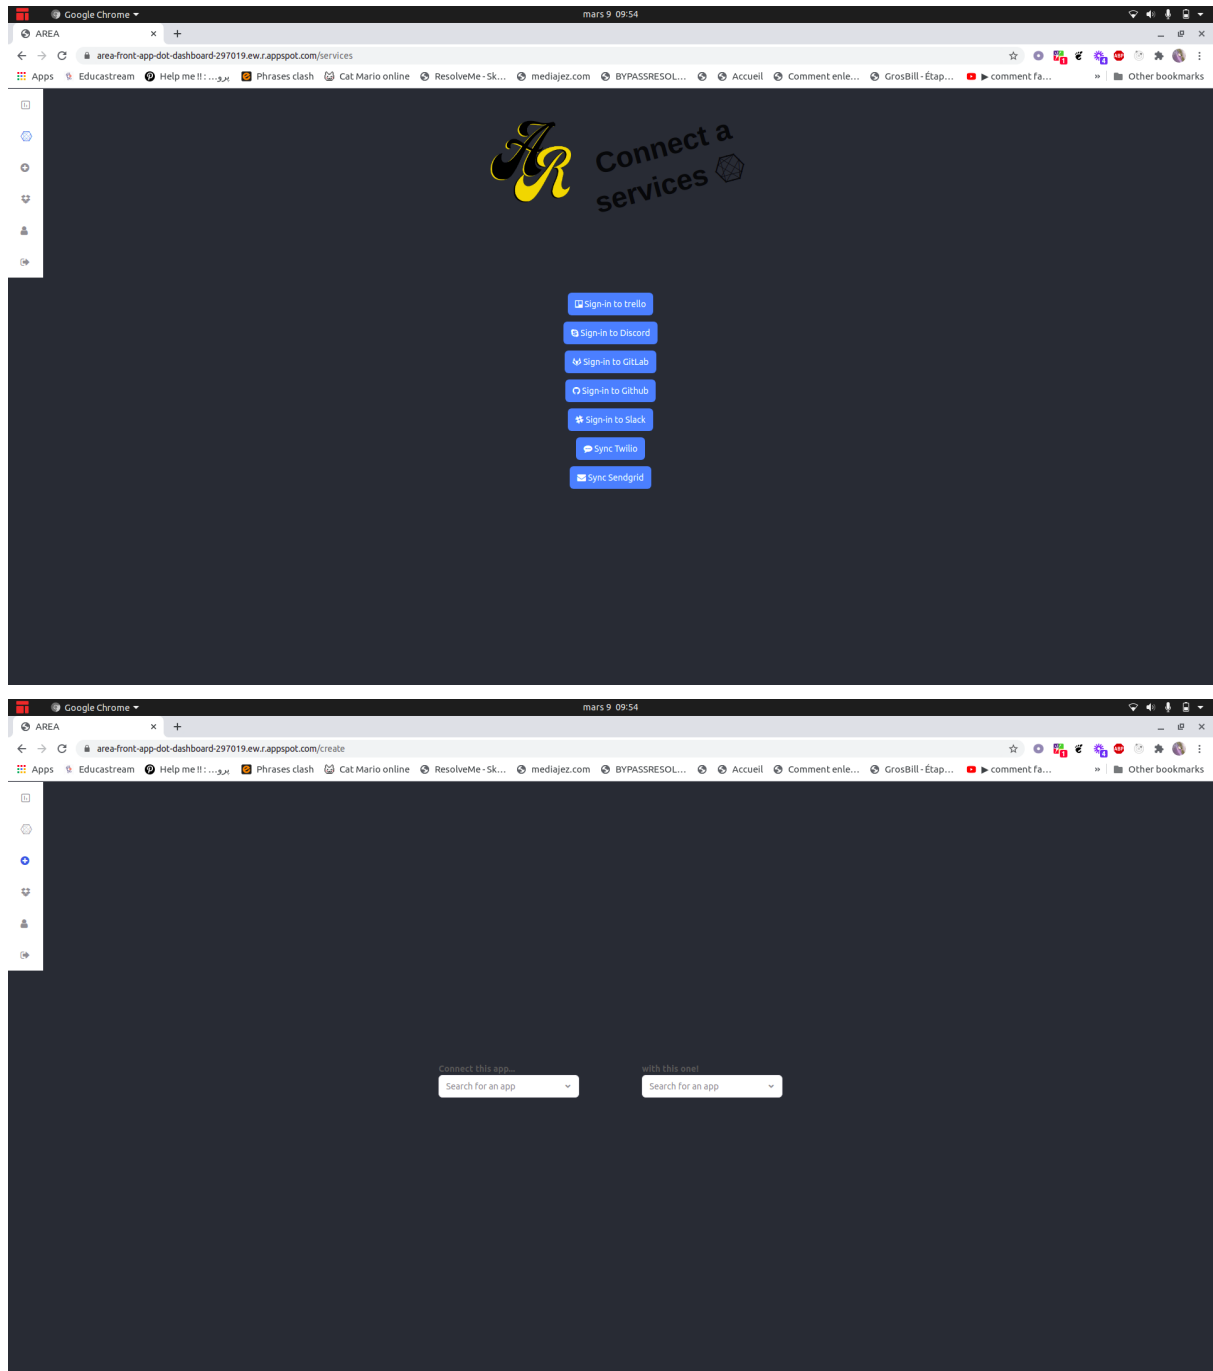 Google Chrome
mars 9 09:54
AREA
area-front-app-dot-dashboard-297019.ew.r.appspot.com/services
Apps Educastream Help me !! : ...يرو Phrases clash Cat Mario online ResolveMe - Sk... mediajez.com BYPASSRESOL... Accueil Comment enle... GrosBill - Étap... ▶ comment fa... » Other bookmarks
AR
Connect a
services
Sign-in to trello
Sign-in to Discord
Sign-in to GitLab
Sign-in to Github
Sign-in to Slack
Sync Twilio
Sync Sendgrid
Google Chrome
mars 9 09:54
AREA
area-front-app-dot-dashboard-297019.ew.r.appspot.com/create
Apps Educastream Help me !! : ...يرو Phrases clash Cat Mario online ResolveMe - Sk... mediajez.com BYPASSRESOL... Accueil Comment enle... GrosBill - Étap... ▶ comment fa... » Other bookmarks
Connect this app... with this one!
Search for an app Search for an app